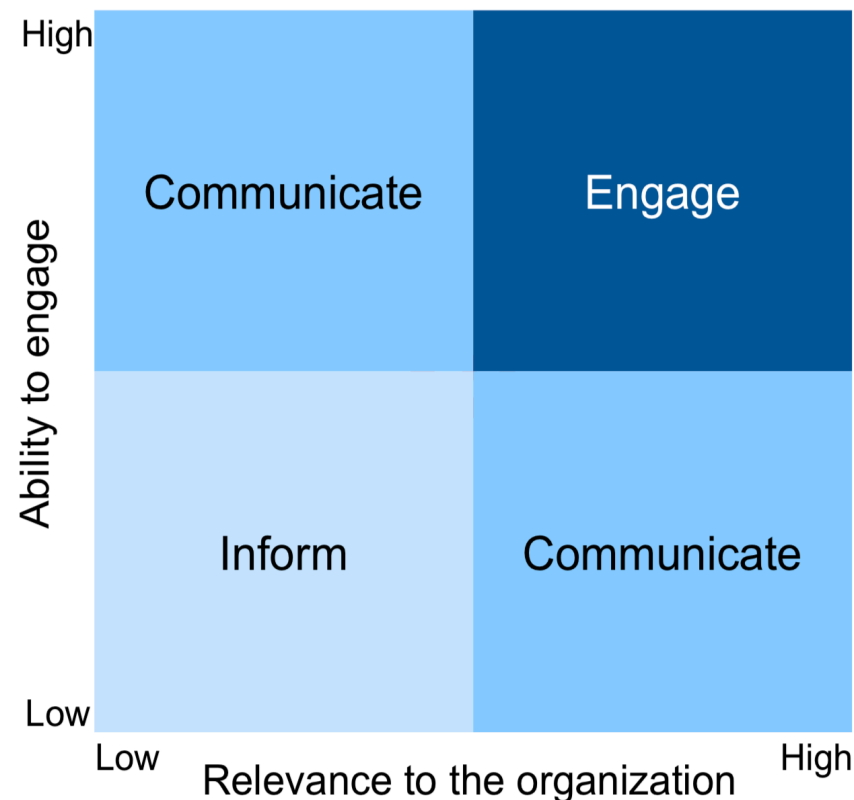 High
Communicate
Engage
Ability to engage
Inform
Communicate
Low
Low
High
Relevance to the organization